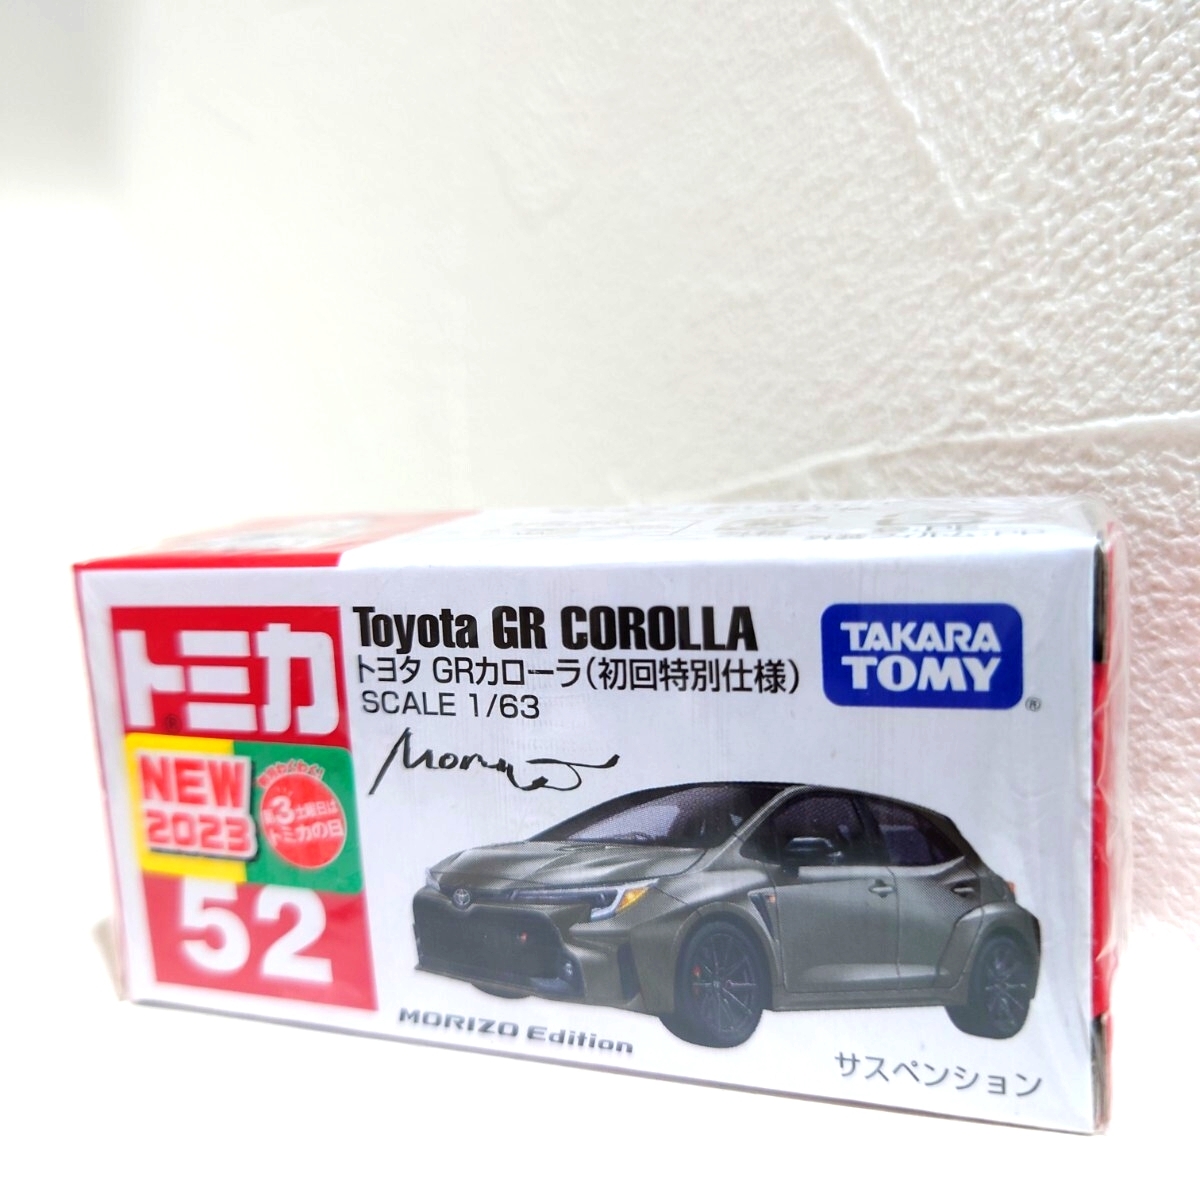 Toyota GR COROLLA
トヨタ GRカローラ(初回特別仕様)
SCALE 1/63
トミカ
TAKARA
TOMY
®
NEW
2023
第3土曜日は
トミカの日
52
MORIZO Edition
サスペンション